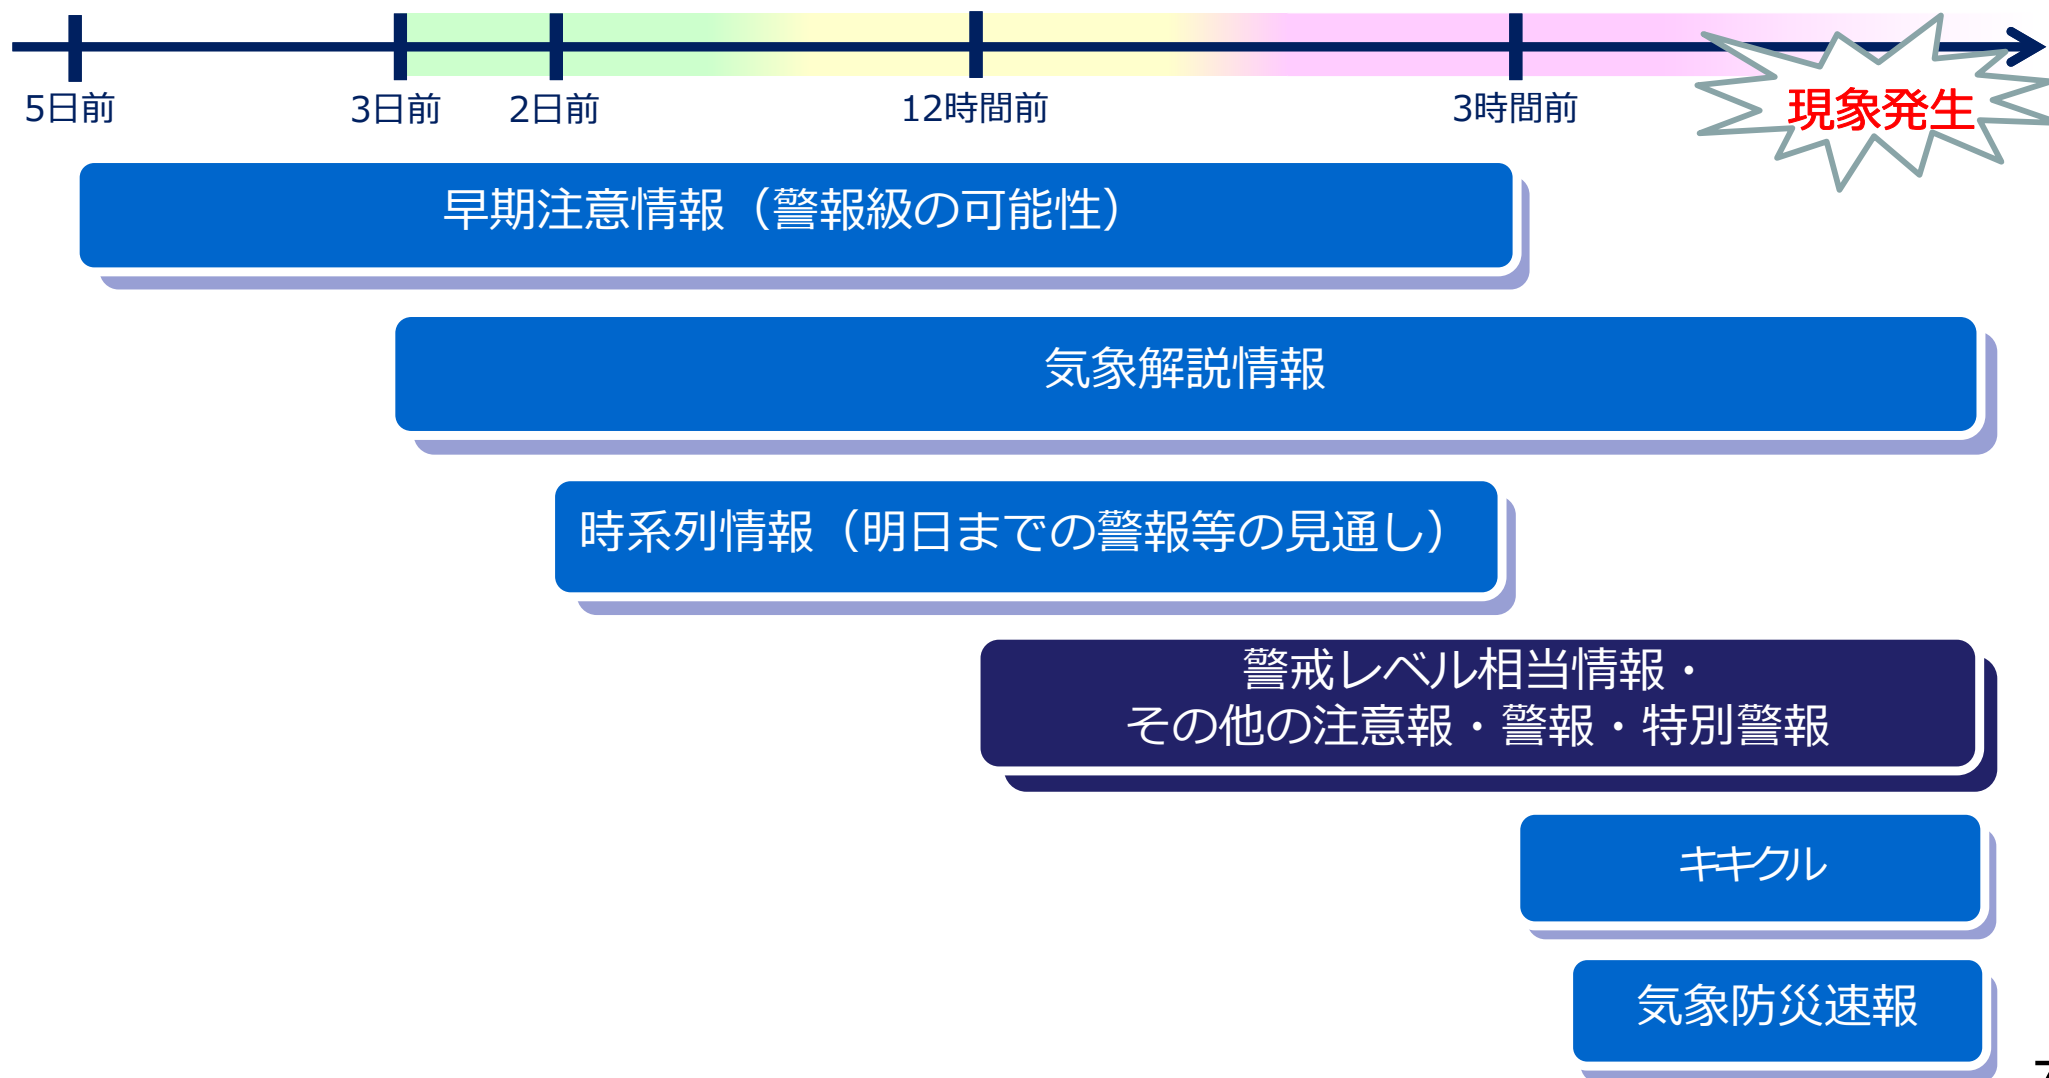 5日前
3日前
2日前
12時間前
3時間前
現象発生
早期注意情報（警報級の可能性）
気象解説情報
時系列情報（明日までの警報等の見通し）
警戒レベル相当情報・
その他の注意報・警報・特別警報
キキクル
気象防災速報